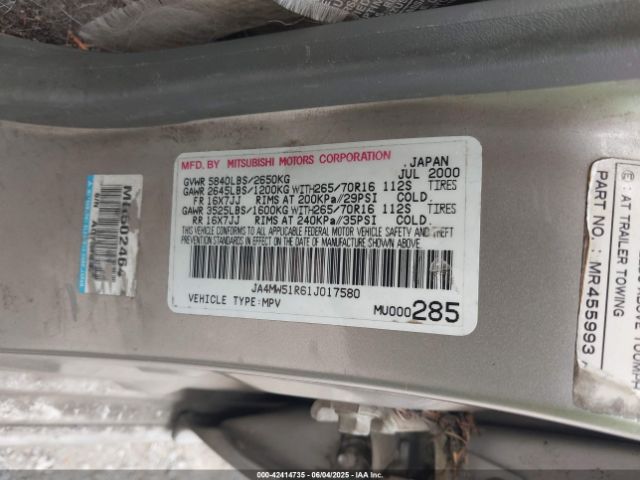 MFD. BY MITSUBISHI MOTORS CORPORATION
JAPAN
GVWR 5840LBS/2650KG
JUL 2000
GAWR 2645LBS/1200KG WITH265/70R16 112S TIRES
FR 16X7JJ RIMS AT 200KPa/29PSI COLD.
GAWR 3525LBS/1600KG WITH265/70R16 112S TIRES
RR 16X7JJ RIMS AT 240KPa/35PSI COLD.
THIS VEHICLE CONFORMS TO ALL APPLICABLE FEDERAL MOTOR VEHICLE SAFETY AND THEFT
PREVENTION STANDARDS IN EFFECT ON THE DATE OF MANUFACTURE SHOWN ABOVE.
JA4MW51R61J017580
VEHICLE TYPE:MPV
MU000285
: AT TRAILER TOWING
PART NO.: MR455993
IAA-42414735 - 06/04/2025 - IAAI.COM